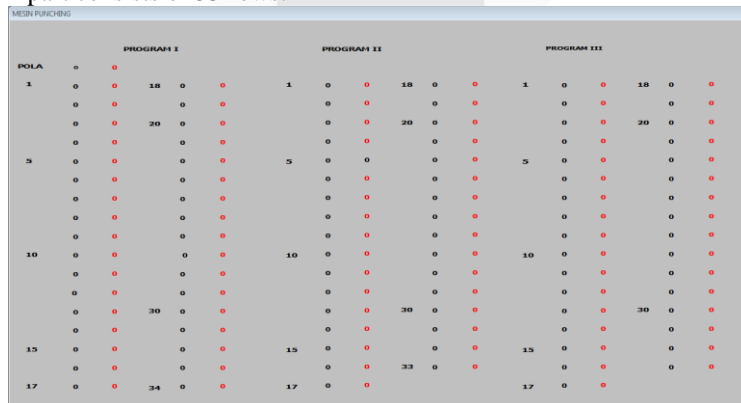 MESIN PUNCHING
PROGRAM I PROGRAM II PROGRAM III
POLA 0 0
1 0 0 18 0 0 1 0 0 18 0 0 1 0 0 18 0 0
0 0 0 0 0 0 0 0 0 0 0 0
0 0 20 0 0 0 0 20 0 0 0 0 20 0 0
0 0 0 0 0 0 0 0 0 0 0 0
5 0 0 0 0 5 0 0 0 0 5 0 0 0 0
0 0 0 0 0 0 0 0 0 0 0 0
0 0 0 0 0 0 0 0 0 0 0 0
0 0 0 0 0 0 0 0 0 0 0 0
0 0 0 0 0 0 0 0 0 0 0 0
10 0 0 0 0 10 0 0 0 0 10 0 0 0 0
0 0 0 0 0 0 0 0 0 0 0 0
0 0 0 0 0 0 0 0 0 0 0 0
0 0 30 0 0 0 0 30 0 0 0 0 30 0 0
0 0 0 0 0 0 0 0 0 0 0 0
15 0 0 0 0 15 0 0 0 0 15 0 0 0 0
0 0 0 0 0 0 33 0 0 0 0 0 0
17 0 0 34 0 0 17 0 0 17 0 0